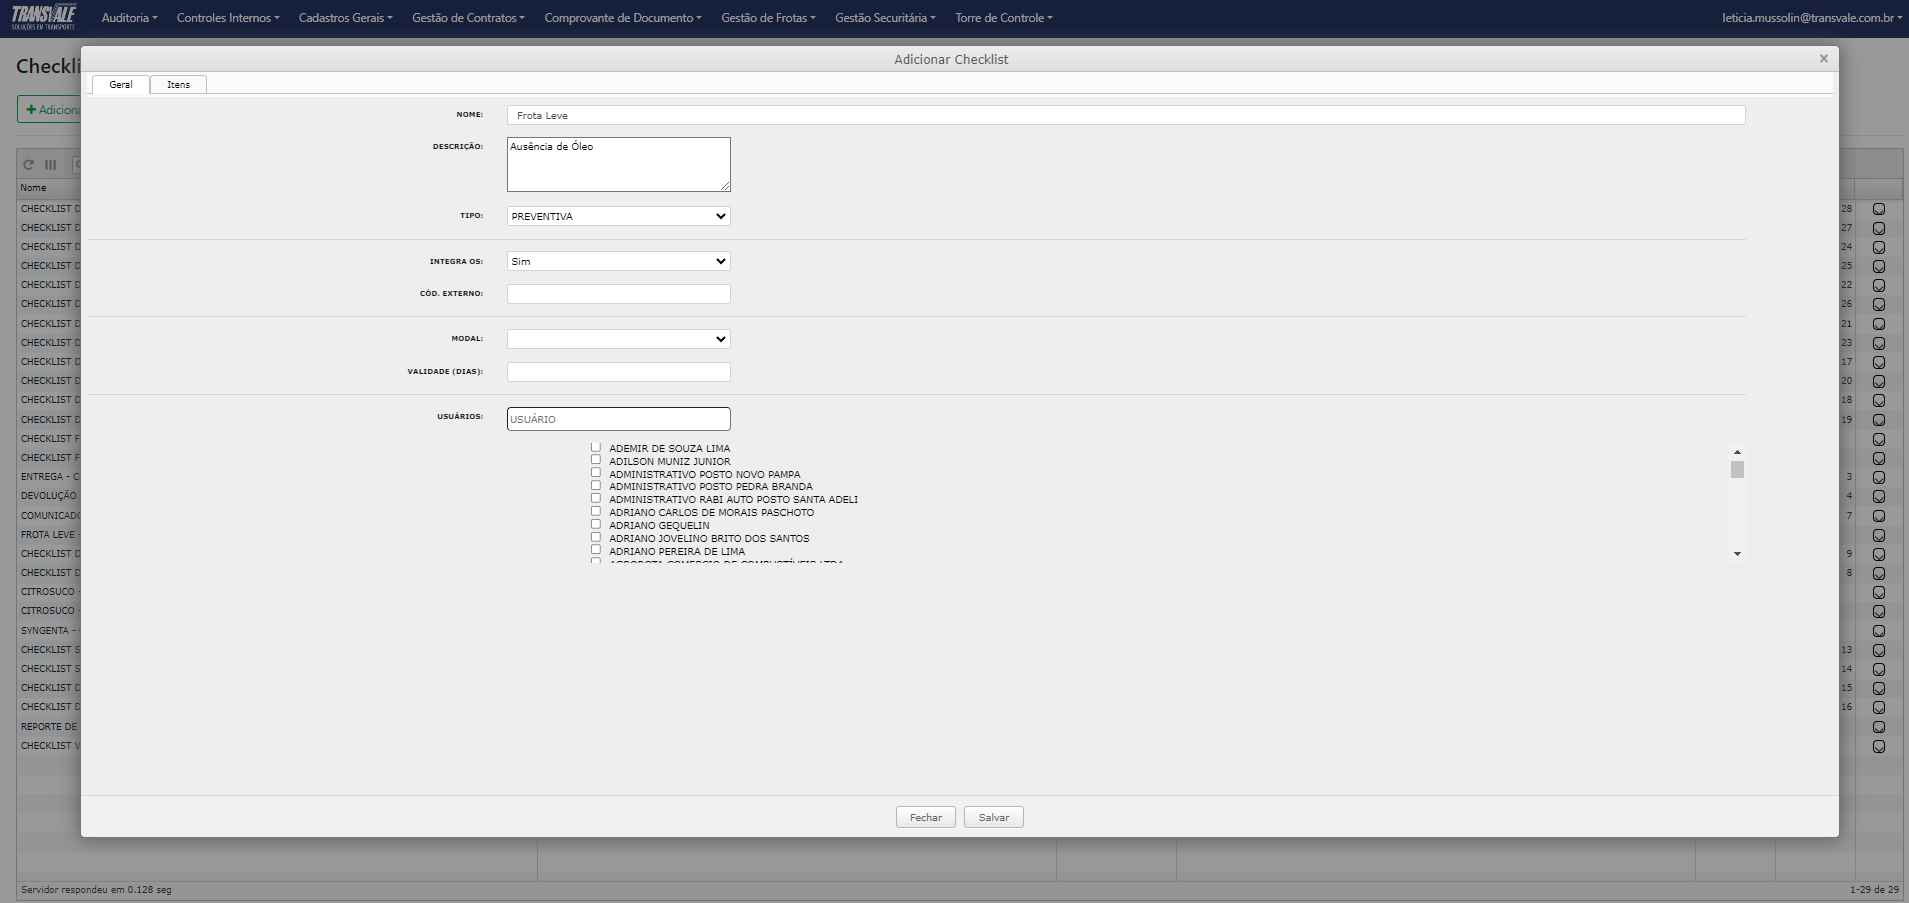 TRANSVALE
SOLUÇÕES EM TRANSPORTE
Auditoria Controles Internos Cadastros Gerais Gestão de Contratos Comprovante de Documento Gestão de Frotas Gestão Securitária Torre de Controle leticia.mussolin@transvale.com.br
Checkli
Adicionar Checklist
Geral Itens
Adiciona
NOME: Frota Leve
DESCRIÇÃO: Ausência de Óleo
TIPO: PREVENTIVA
INTEGRA OS: Sim
CÓD. EXTERNO:
MODAL:
VALIDADE (DIAS):
USUÁRIOS: USUÁRIO
ADEMIR DE SOUZA LIMA
ADILSON MUNIZ JUNIOR
ADMINISTRATIVO POSTO NOVO PAMPA
ADMINISTRATIVO POSTO PEDRA BRANDA
ADMINISTRATIVO RABI AUTO POSTO SANTA ADELI
ADRIANO CARLOS DE MORAIS PASCHOTO
ADRIANO GEQUELIN
ADRIANO JOVELINO BRITO DOS SANTOS
ADRIANO PEREIRA DE LIMA
Fechar Salvar
Nome
CHECKLIST D 28
CHECKLIST D 27
CHECKLIST D 24
CHECKLIST D 25
CHECKLIST D 22
CHECKLIST D 26
CHECKLIST D 21
CHECKLIST D 23
CHECKLIST D 17
CHECKLIST D 20
CHECKLIST D 18
CHECKLIST D 19
CHECKLIST F
CHECKLIST F
ENTREGA - C 3
DEVOLUÇÃO 4
COMUNICADO 7
FROTA LEVE -
CHECKLIST D 9
CHECKLIST D 8
CITROSUCO -
CITROSUCO -
SYNGENTA -
CHECKLIST S 13
CHECKLIST S 14
CHECKLIST D 15
CHECKLIST D 16
REPORTE DE
CHECKLIST V
Servidor respondeu em 0.128 seg 1-29 de 29